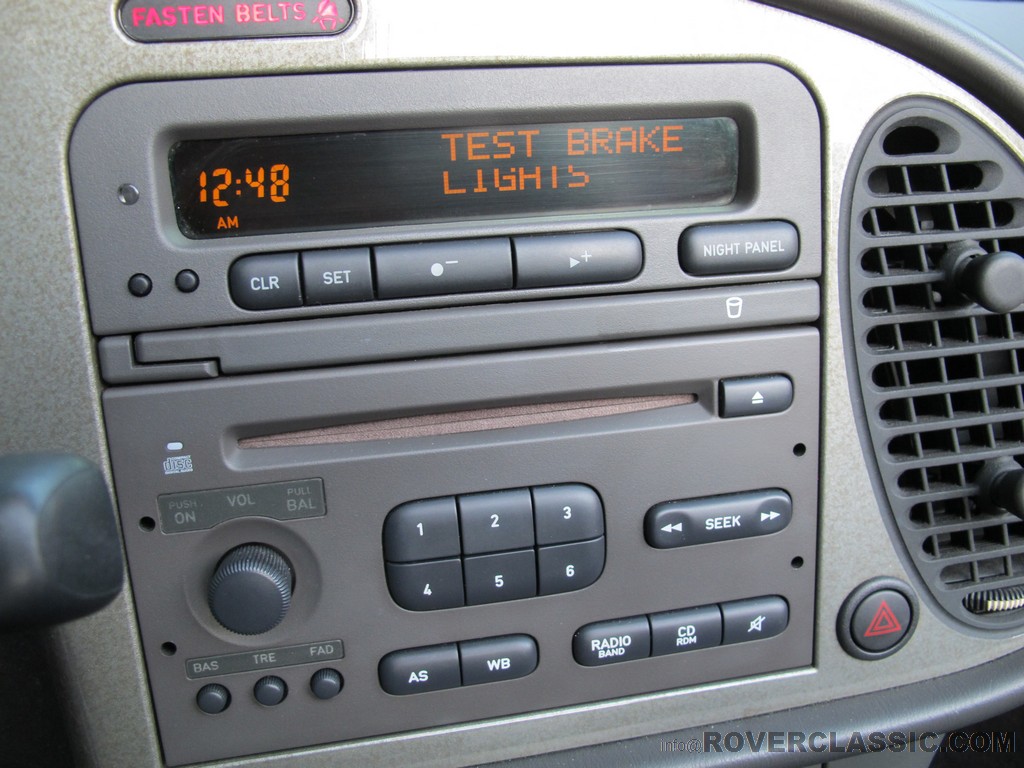 FASTEN BELTS
TEST BRAKE
LIGHTS
12:48
AM
CLR SET − + NIGHT PANEL
disc
PUSH ON VOL PULL BAL
1 2 3
4 5 6
SEEK
BAS TRE FAD
AS WB
RADIO BAND CD RDM
Info@ROVERCLASSIC.COM